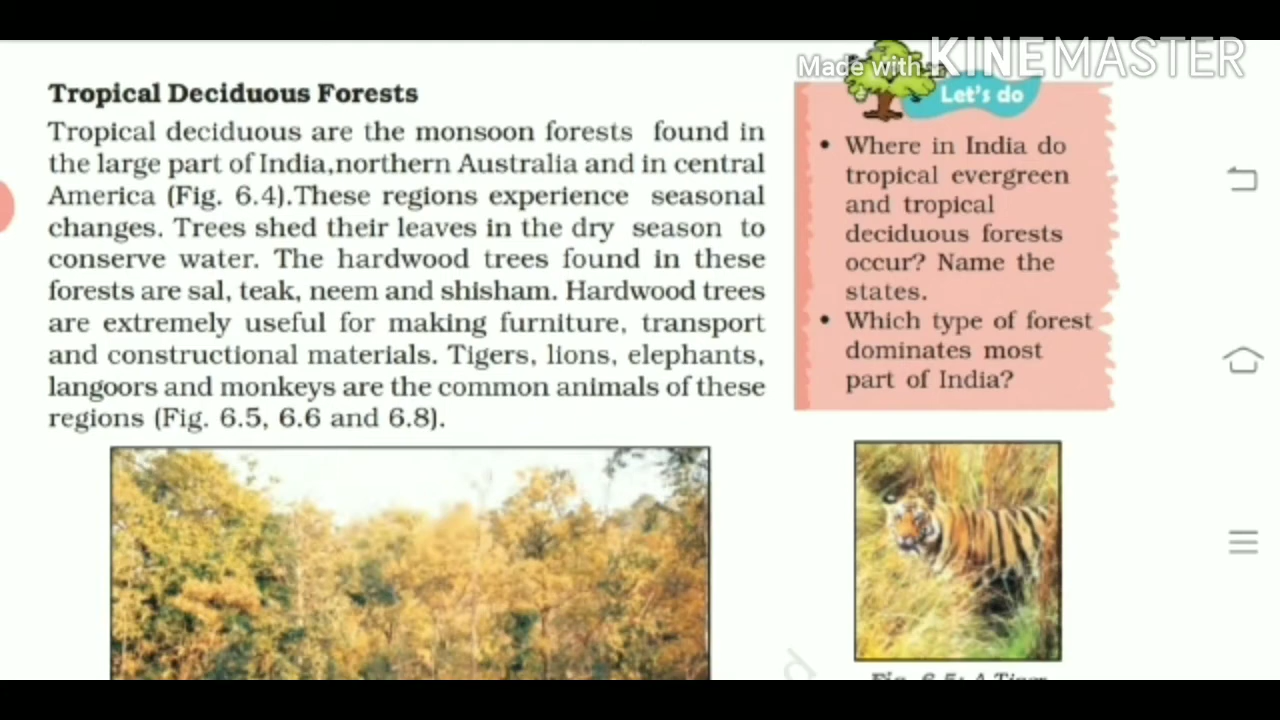 Made with KINEMASTER
Tropical Deciduous Forests
Tropical deciduous are the monsoon forests found in
the large part of India,northern Australia and in central
America (Fig. 6.4).These regions experience seasonal
changes. Trees shed their leaves in the dry season to
conserve water. The hardwood trees found in these
forests are sal, teak, neem and shisham. Hardwood trees
are extremely useful for making furniture, transport
and constructional materials. Tigers, lions, elephants,
langoors and monkeys are the common animals of these
regions (Fig. 6.5, 6.6 and 6.8).
Let's do
• Where in India do
tropical evergreen
and tropical
deciduous forests
occur? Name the
states.
• Which type of forest
dominates most
part of India?
Fig. 6.5: A Tiger